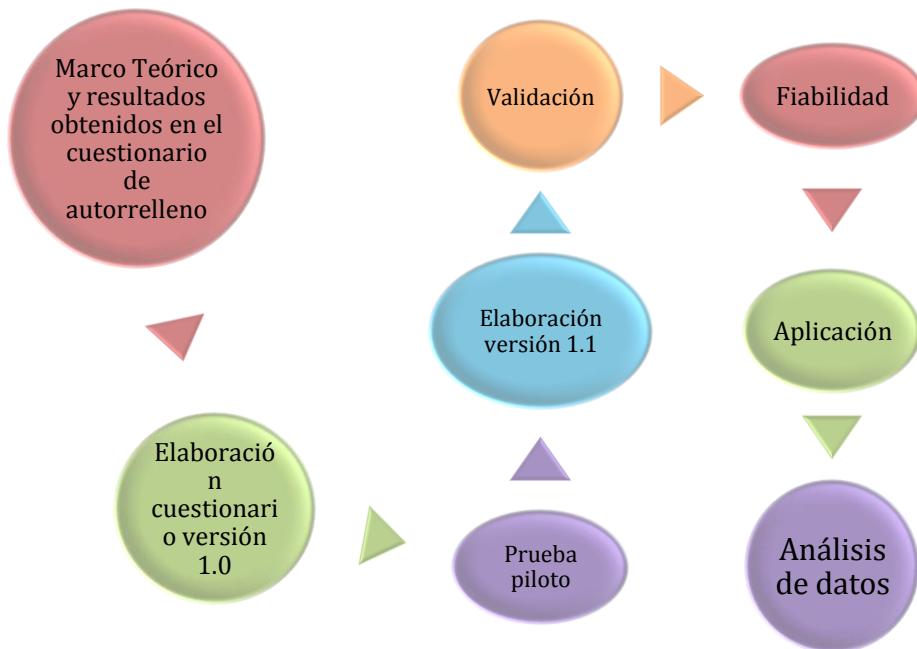 Marco Teórico
y resultados
obtenidos en el
cuestionario
de
autorrelleno
Elaboració
n
cuestionari
o versión
1.0
Prueba
piloto
Elaboración
versión 1.1
Validación
Fiabilidad
Aplicación
Análisis
de datos